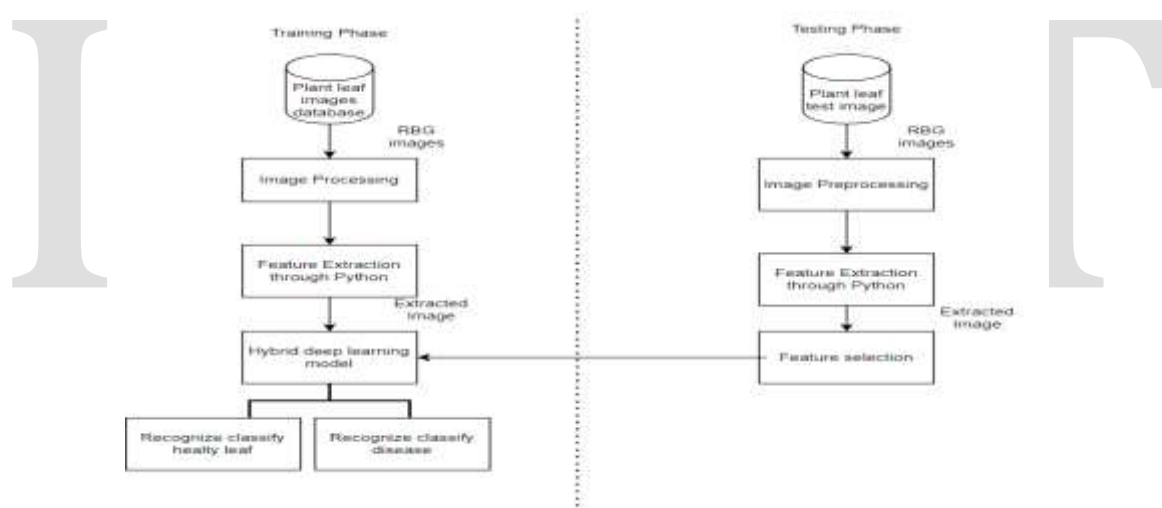 I
T
Training Phase
Plant leaf
images
database
RBG
images
Image Processing
Feature Extraction
through Python
Extracted
Image
Hybrid deep learning
model
Recognize classify
healty leaf
Recognize classify
disease
Testing Phase
Plant leaf
test image
RBG
images
Image Preprocessing
Feature Extraction
through Python
Extracted
Image
Feature selection